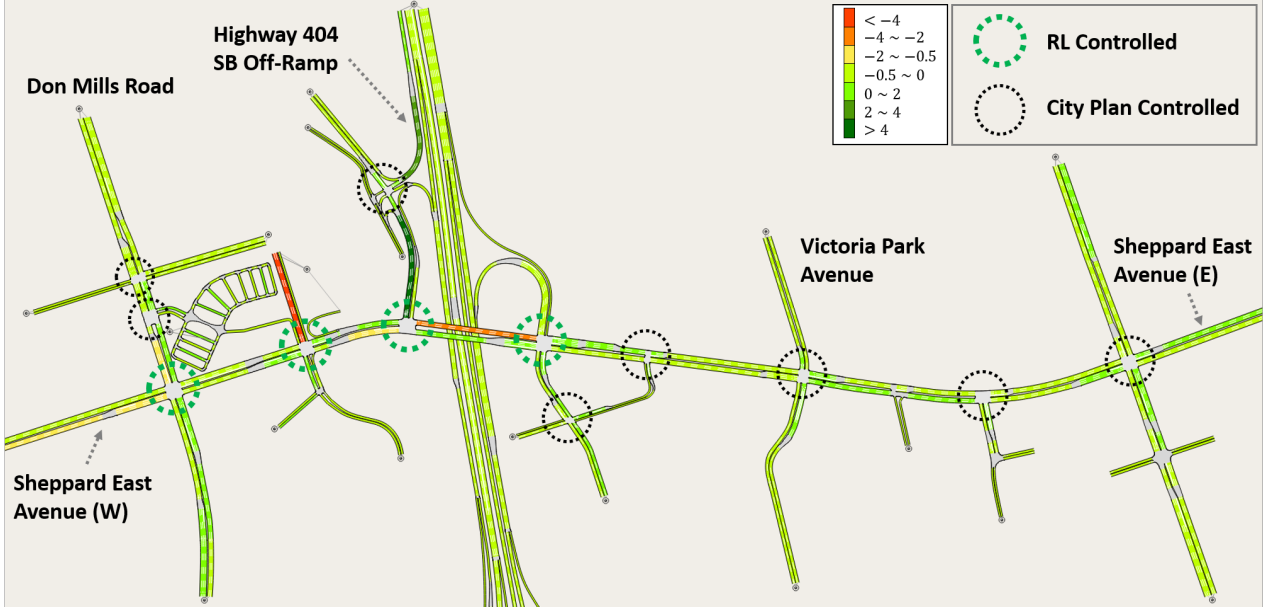 Highway 404
SB Off-Ramp
Don Mills Road
< −4
−4 ~ −2
−2 ~ −0.5
−0.5 ~ 0
0 ~ 2
2 ~ 4
> 4
RL Controlled
City Plan Controlled
Victoria Park
Avenue
Sheppard East
Avenue (E)
Sheppard East
Avenue (W)